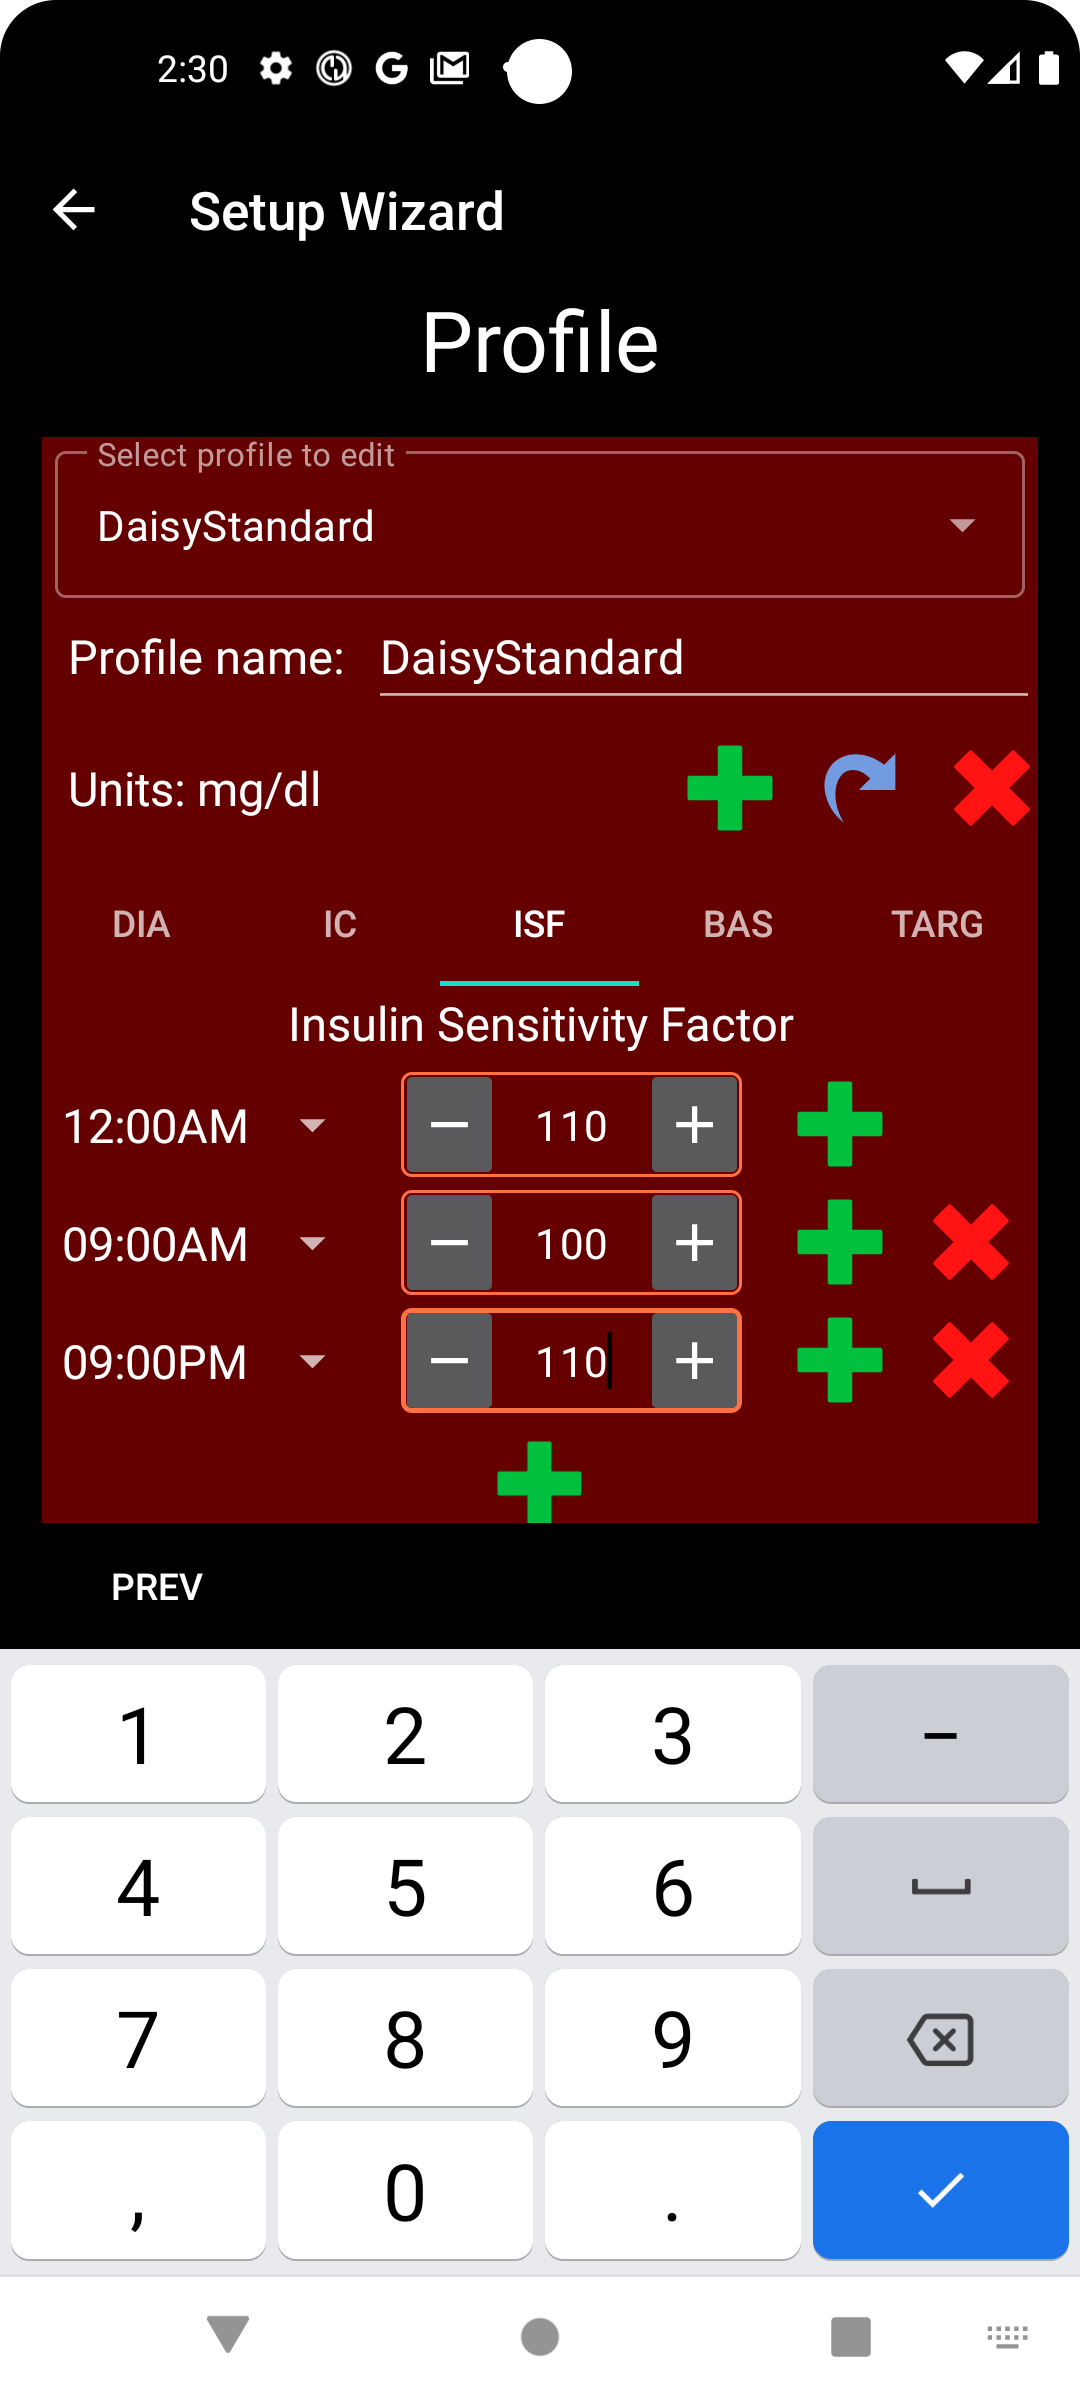 2:30
Setup Wizard
Profile
Select profile to edit
DaisyStandard
Profile name: DaisyStandard
Units: mg/dl
DIA IC ISF BAS TARG
Insulin Sensitivity Factor
12:00AM − 110 +
09:00AM − 100 +
09:00PM − 110 +
PREV
1 2 3 −
4 5 6
7 8 9
, 0 .